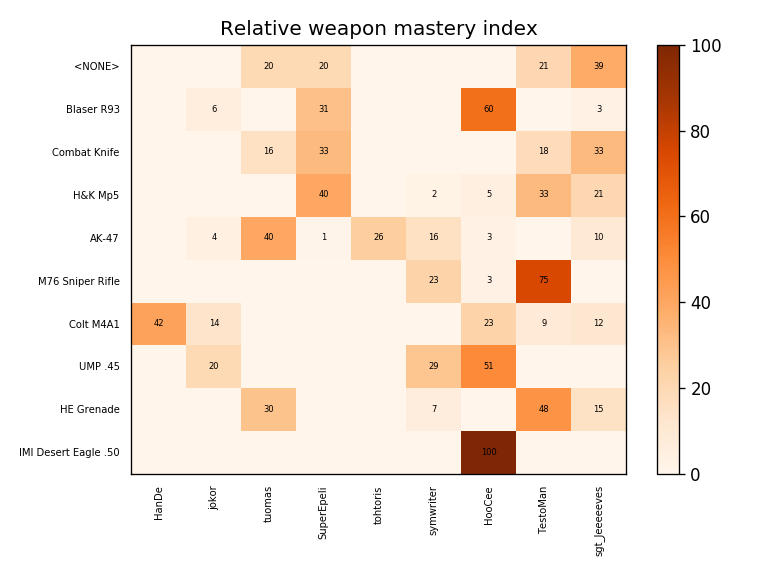 Relative weapon mastery index
<NONE> 20 20 21 39
Blaser R93 6 31 60 3
Combat Knife 16 33 18 33
H&K Mp5 40 2 5 33 21
AK-47 4 40 1 26 16 3 10
M76 Sniper Rifle 23 3 75
Colt M4A1 42 14 23 9 12
UMP .45 20 29 51
HE Grenade 30 7 48 15
IMI Desert Eagle .50 100
HanDe jokor tuomas SuperEpeli tohtoris symwriter HooCee TestoMan sgt_Jeeeeeves
100
80
60
40
20
0